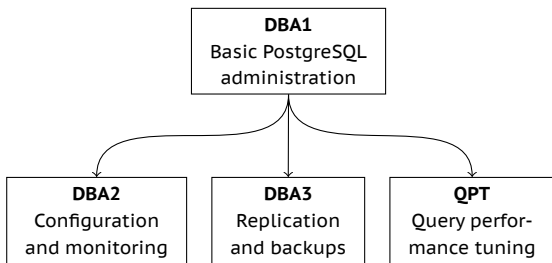 DBA1
Basic PostgreSQL
administration
DBA2
Configuration
and monitoring
DBA3
Replication
and backups
QPT
Query perfor-
mance tuning